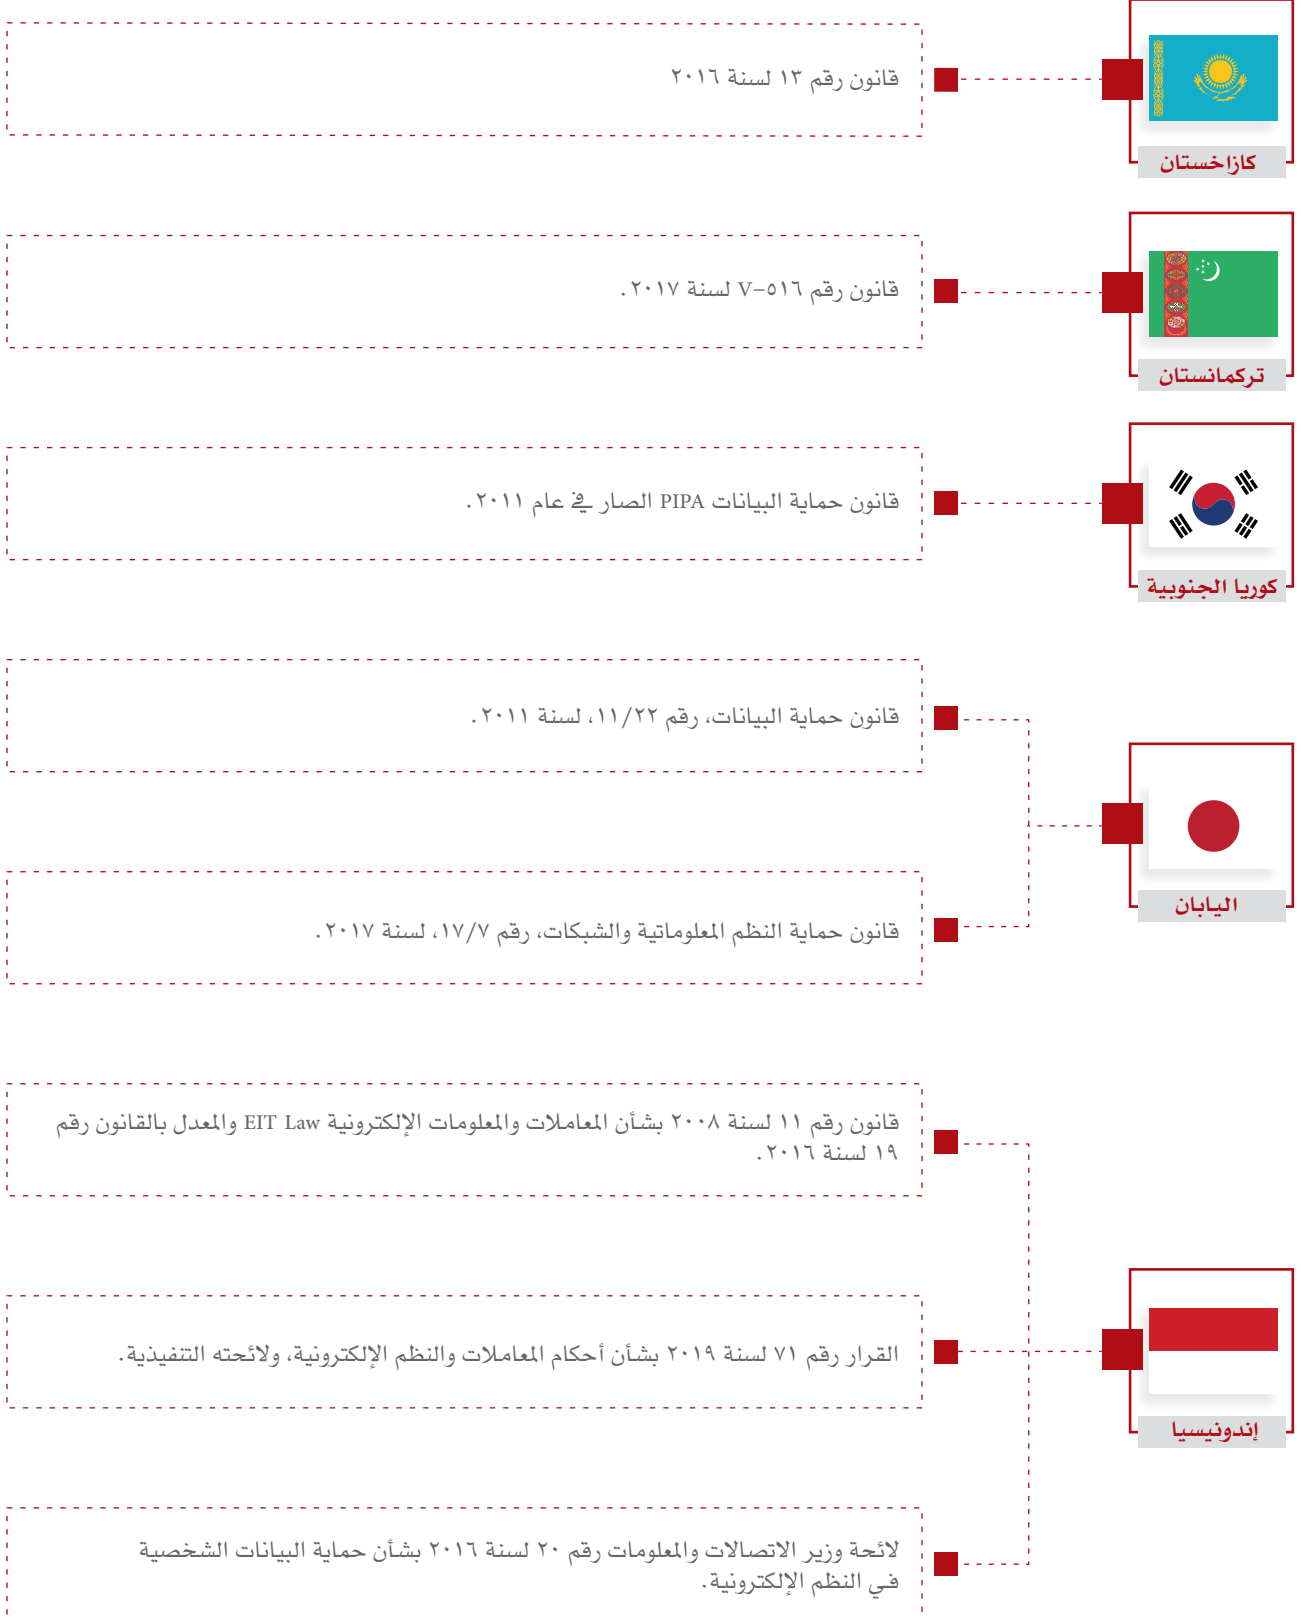 كازاخستان
قانون رقم ١٣ لسنة ٢٠١٦
تركمانستان
قانون رقم ٥١٦-V لسنة ٢٠١٧.
كوريا الجنوبية
قانون حماية البيانات PIPA الصار في عام ٢٠١١.
اليابان
قانون حماية البيانات، رقم ١١/٢٢، لسنة ٢٠١١.
قانون حماية النظم المعلوماتية والشبكات، رقم ١٧/٧، لسنة ٢٠١٧.
إندونيسيا
قانون رقم ١١ لسنة ٢٠٠٨ بشأن المعاملات والمعلومات الإلكترونية EIT Law والمعدل بالقانون رقم
١٩ لسنة ٢٠١٦.
القرار رقم ٧١ لسنة ٢٠١٩ بشأن أحكام المعاملات والنظم الإلكترونية، ولائحته التنفيذية.
لائحة وزير الاتصالات والمعلومات رقم ٢٠ لسنة ٢٠١٦ بشأن حماية البيانات الشخصية
في النظم الإلكترونية.